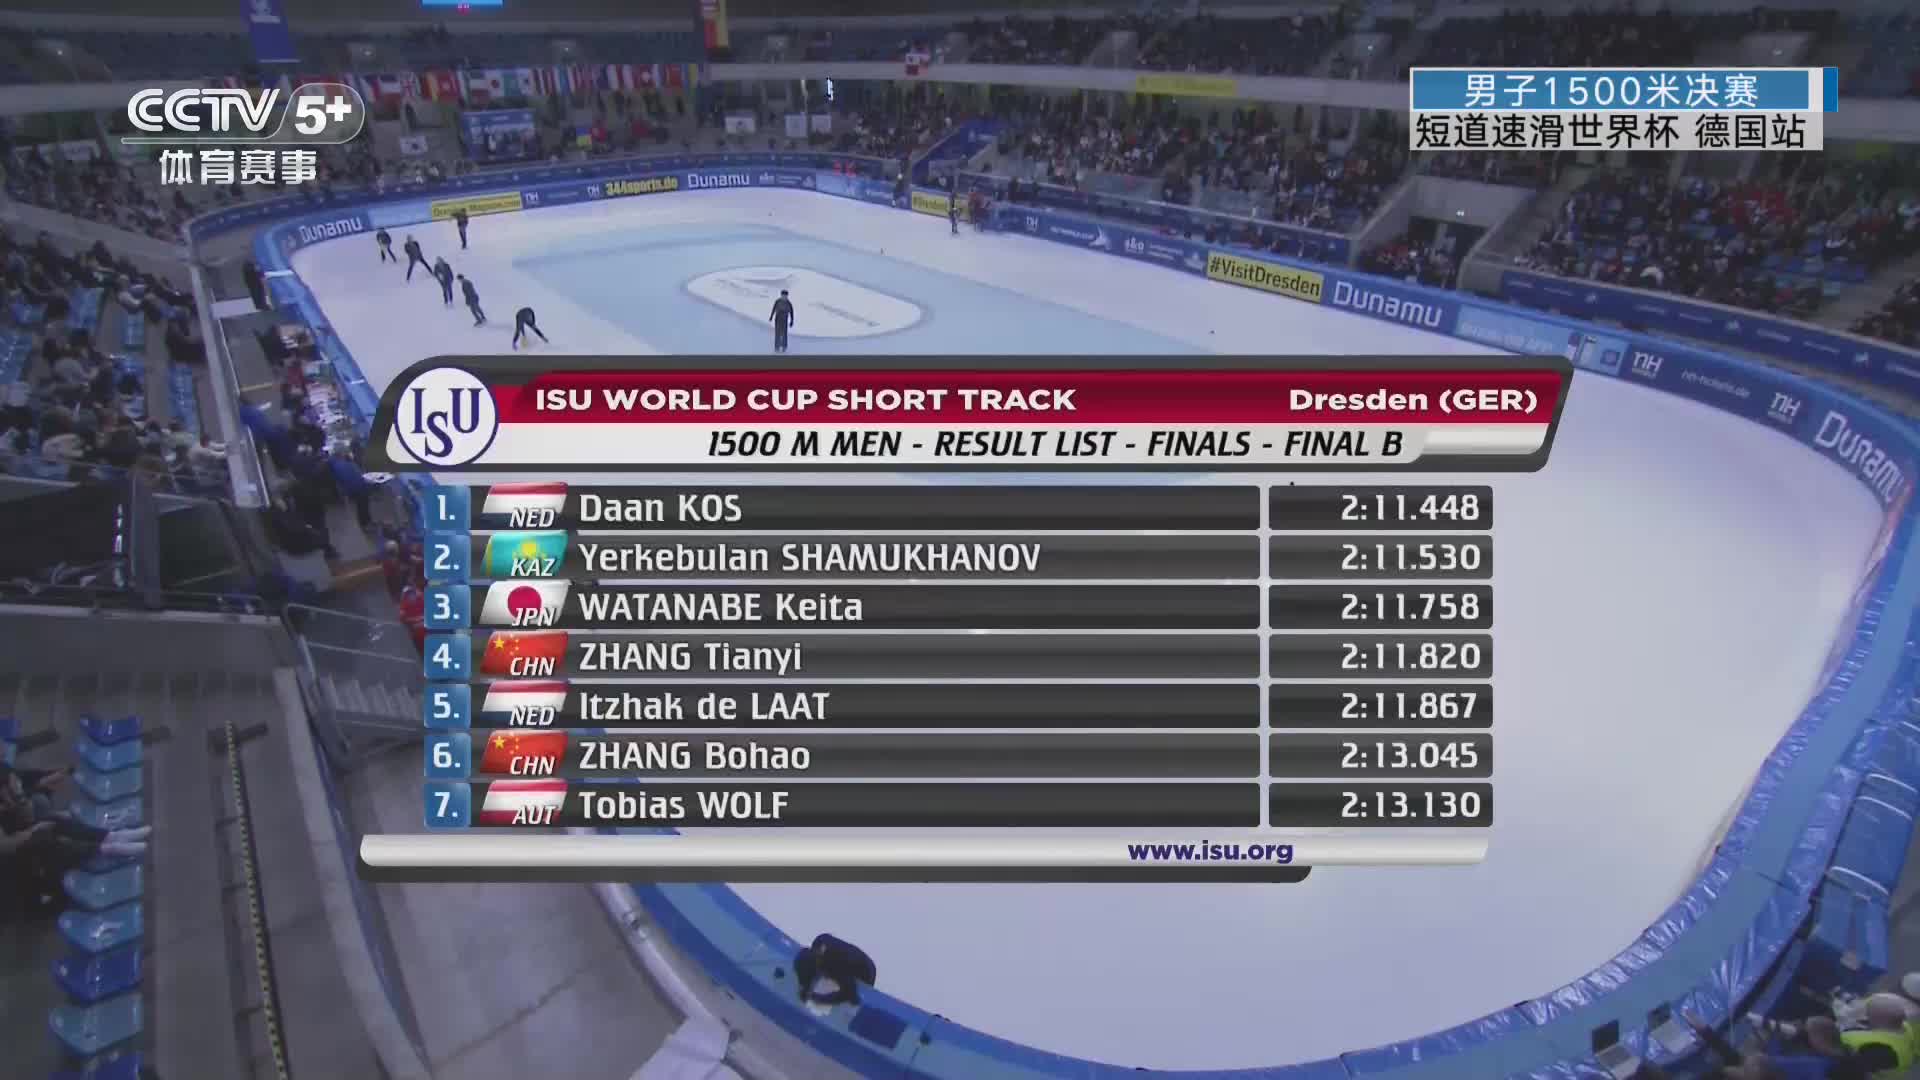 CCTV 5+
体育赛事
男子1500米决赛
短道速滑世界杯 德国站
344sports.de
Dunamu
Dunamu
#VisitDresden
Dunamu
nH
nH
Dunamu
ISU
ISU WORLD CUP SHORT TRACK Dresden (GER)
1500 M MEN - RESULT LIST - FINALS - FINAL B
1. NED Daan KOS 2:11.448
2. KAZ Yerkebulan SHAMUKHANOV 2:11.530
3. JPN WATANABE Keita 2:11.758
4. CHN ZHANG Tianyi 2:11.820
5. NED Itzhak de LAAT 2:11.867
6. CHN ZHANG Bohao 2:13.045
7. AUT Tobias WOLF 2:13.130
www.isu.org